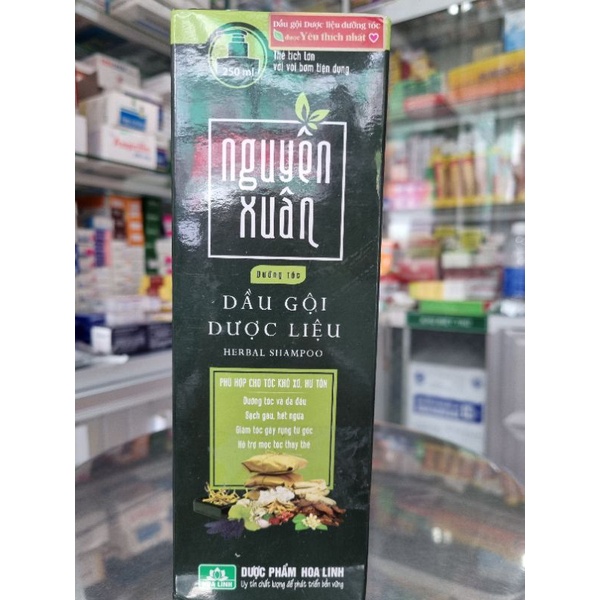 Dầu gội Dược liệu dưỡng tóc
được Yêu thích nhất
250 ml
Thể tích lớn
với vòi bơm tiện dụng
nguyên
xuân
Dưỡng tóc
DẦU GỘI
DƯỢC LIỆU
HERBAL SHAMPOO
PHÙ HỢP CHO TÓC KHÔ XƠ, HƯ TỔN
Dưỡng tóc và da đầu
Sạch gàu, hết ngứa
Giảm tóc gãy rụng từ gốc
Hỗ trợ mọc tóc thay thế
HOA LINH
DƯỢC PHẨM HOA LINH
Uy tín chất lượng để phát triển bền vững